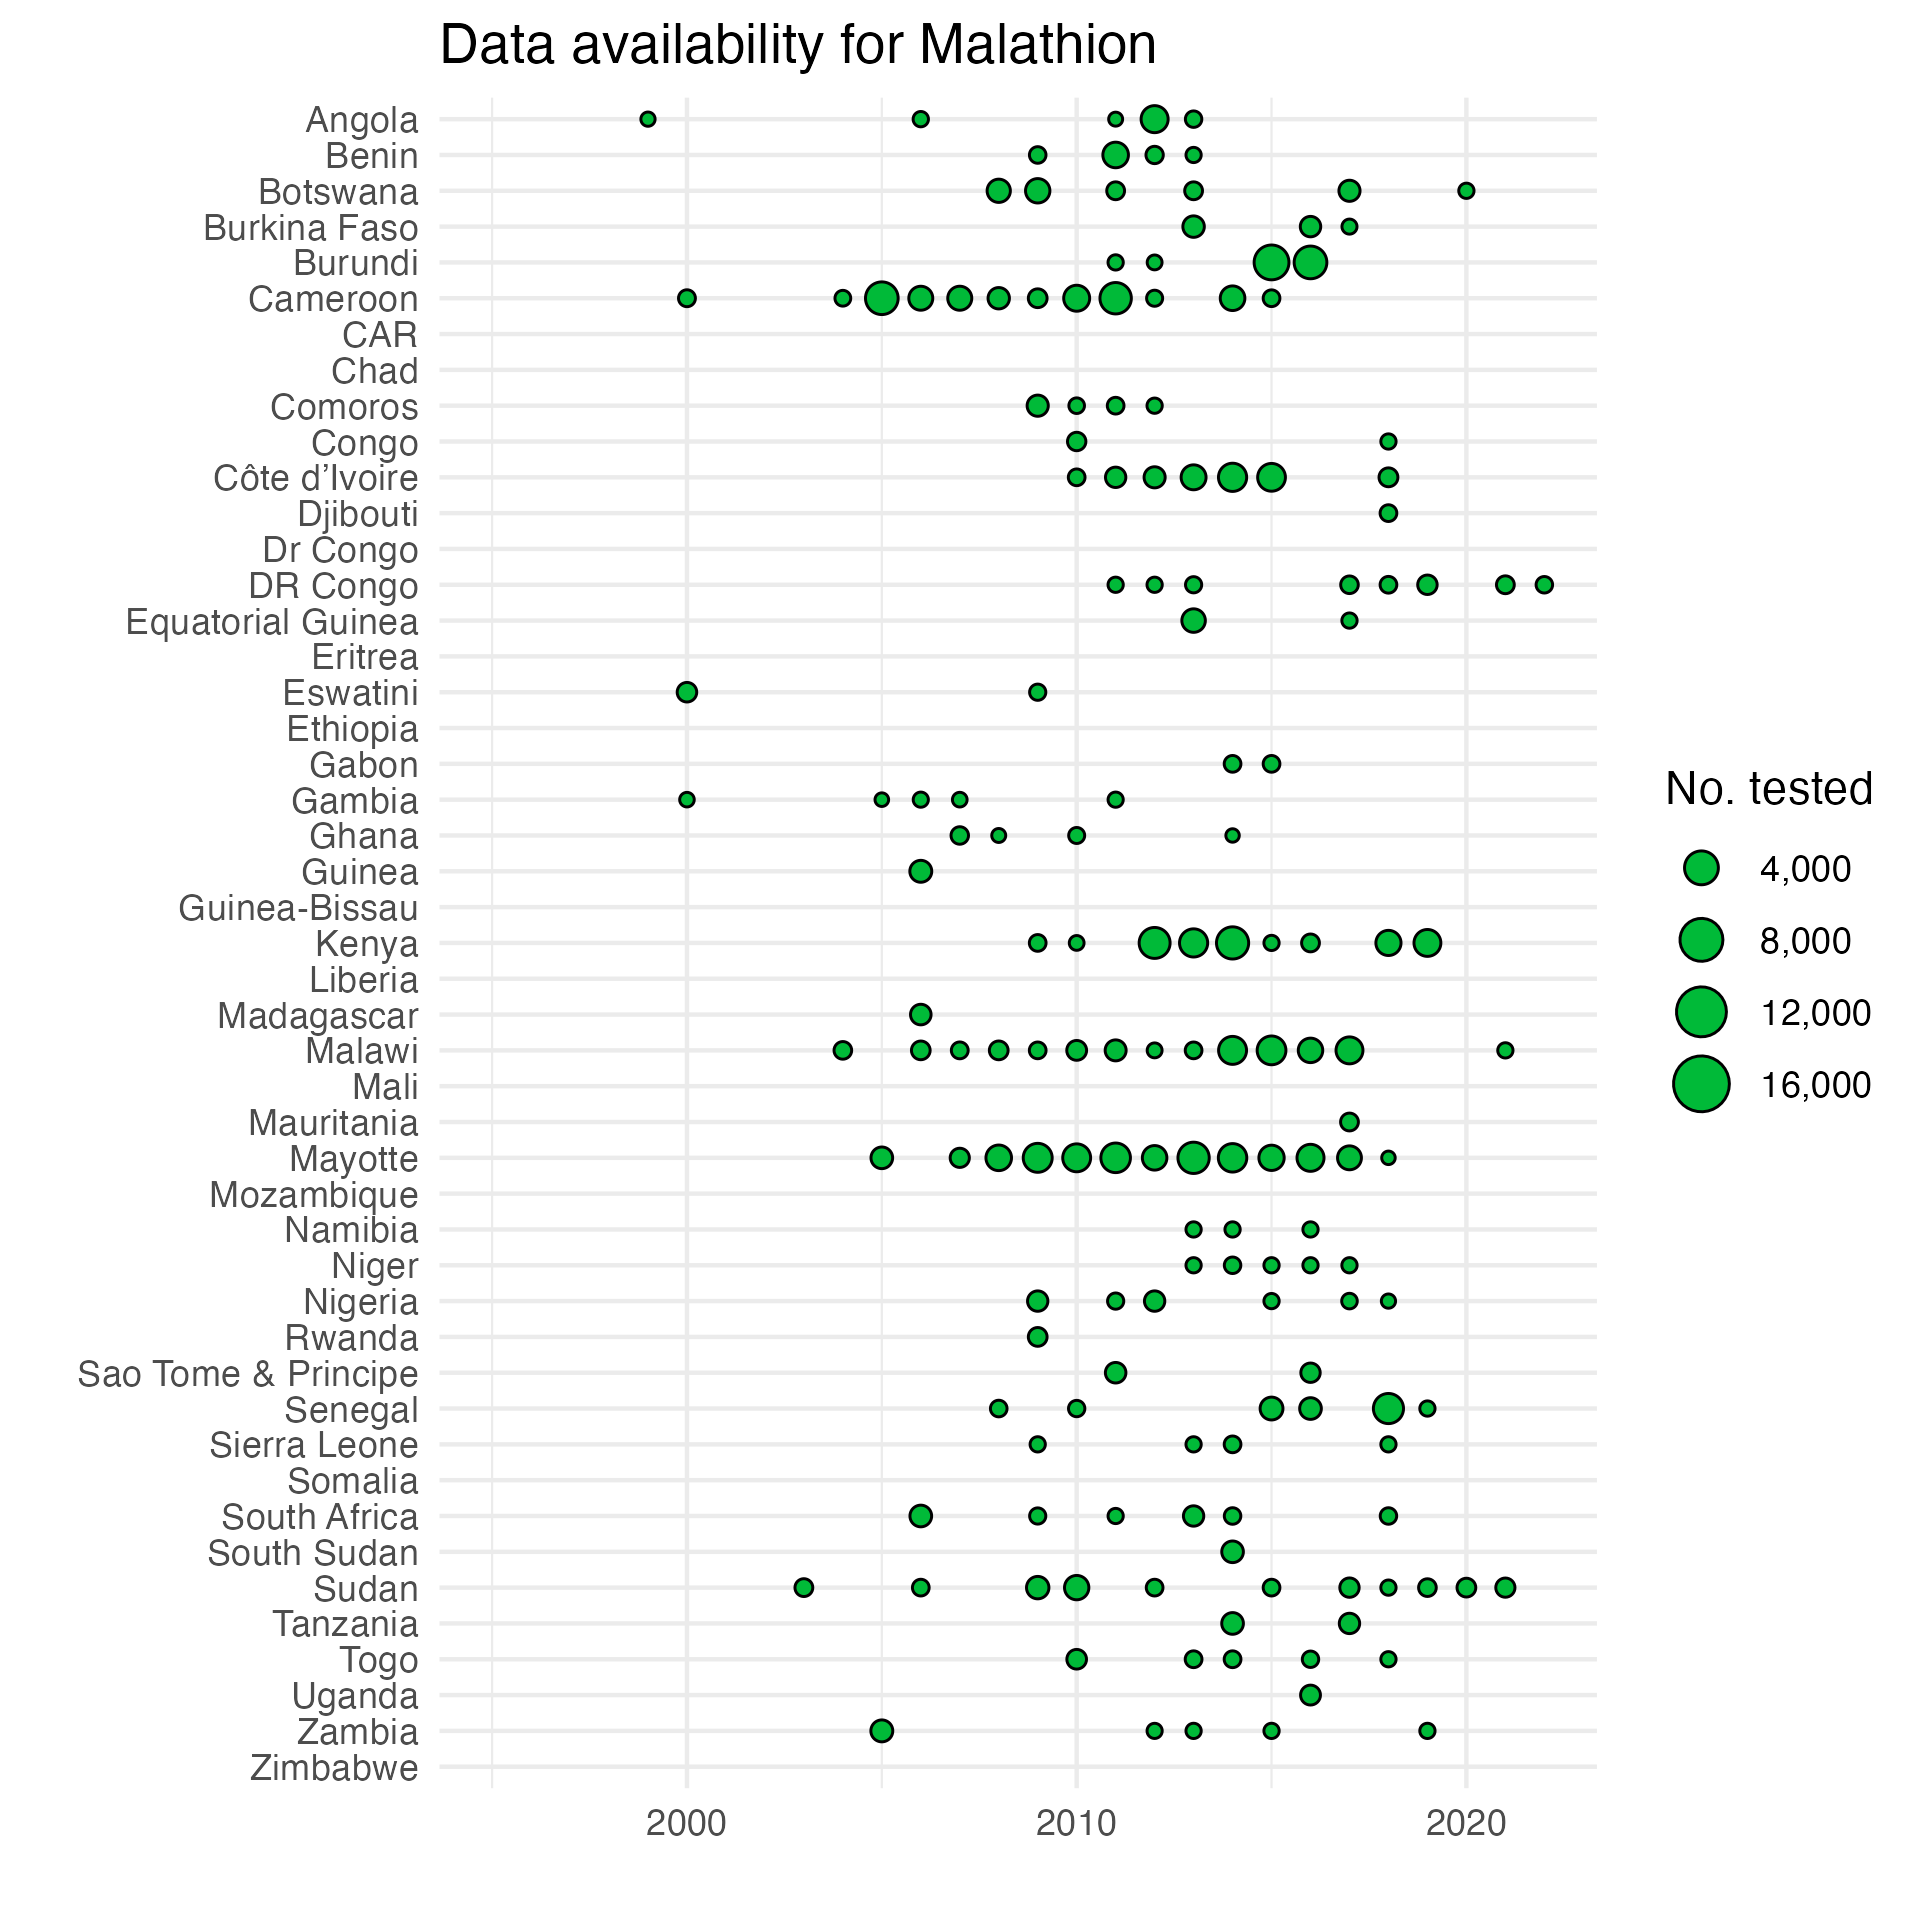 Data availability for Malathion
Angola
Benin
Botswana
Burkina Faso
Burundi
Cameroon
CAR
Chad
Comoros
Congo
Côte d’Ivoire
Djibouti
Dr Congo
DR Congo
Equatorial Guinea
Eritrea
Eswatini
Ethiopia
Gabon
Gambia
Ghana
Guinea
Guinea-Bissau
Kenya
Liberia
Madagascar
Malawi
Mali
Mauritania
Mayotte
Mozambique
Namibia
Niger
Nigeria
Rwanda
Sao Tome & Principe
Senegal
Sierra Leone
Somalia
South Africa
South Sudan
Sudan
Tanzania
Togo
Uganda
Zambia
Zimbabwe
2000 2010 2020
No. tested
4,000
8,000
12,000
16,000